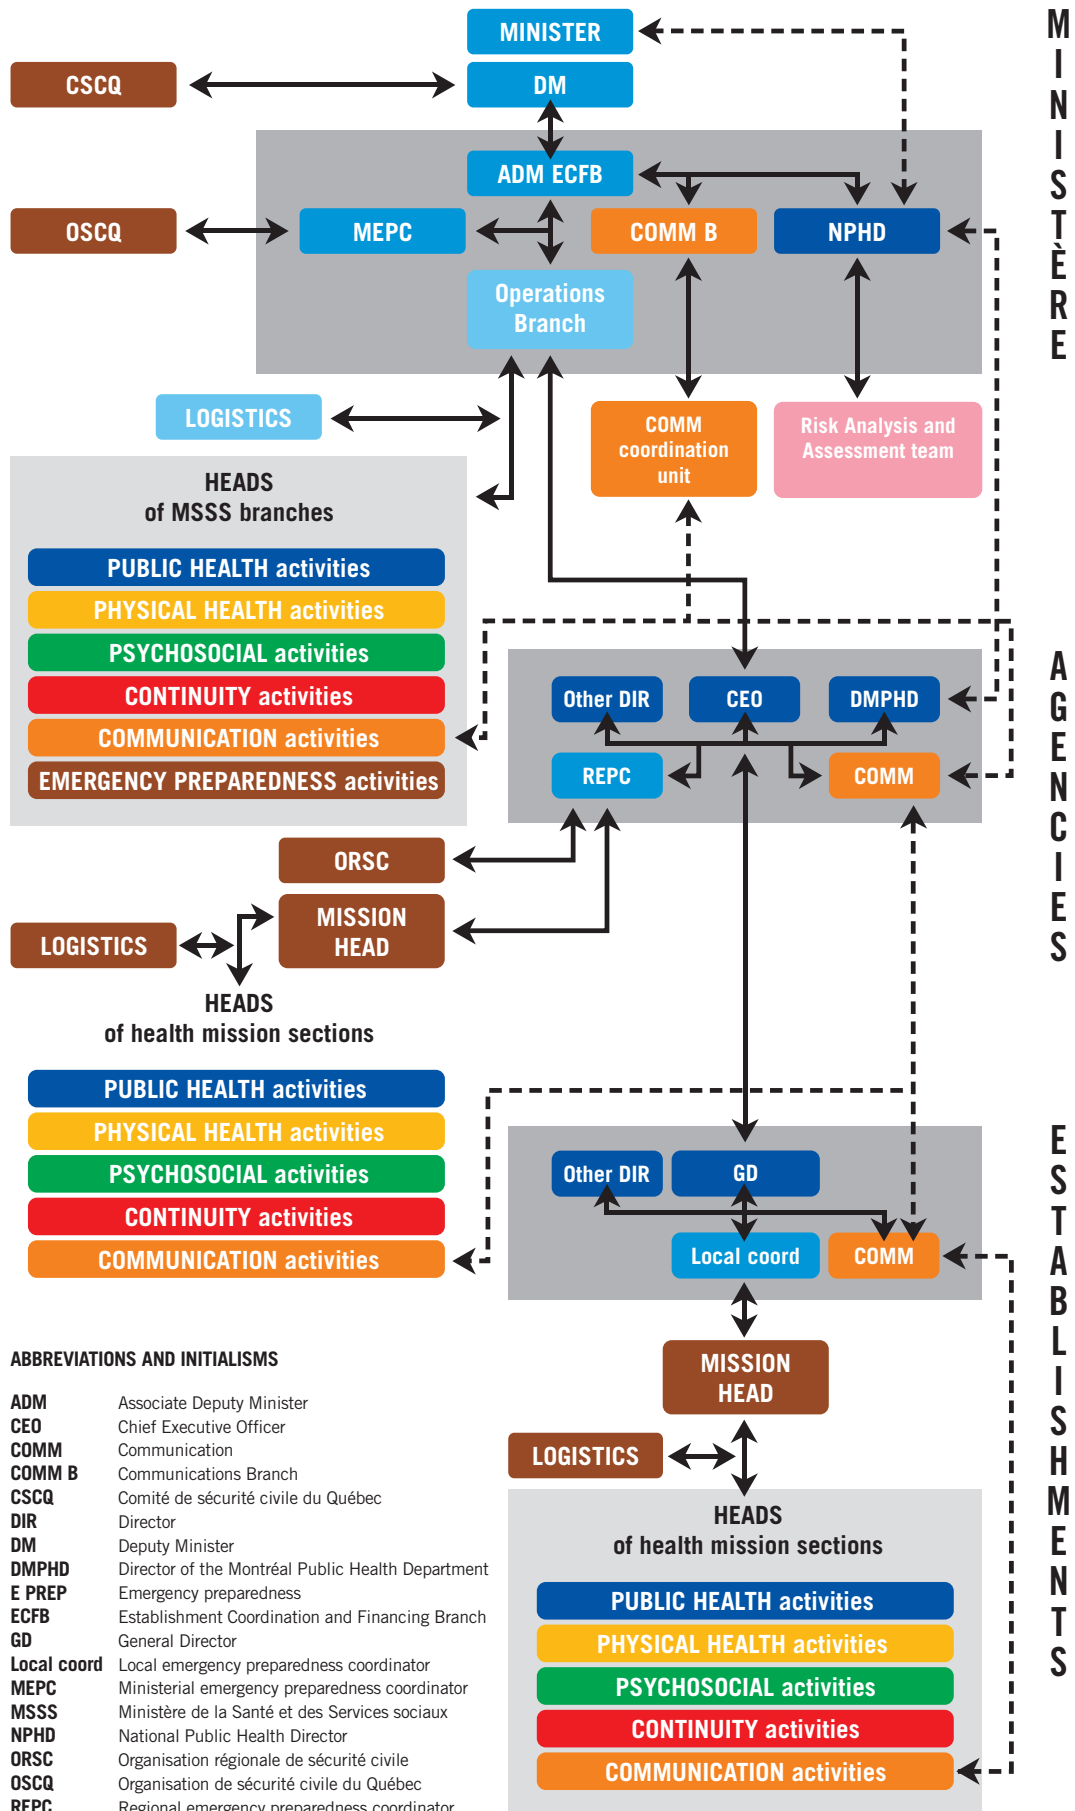 MINISTÈRE
MINISTER
CSCQ
DM
ADM ECFB
OSCQ
MEPC
COMM B
NPHD
Operations
Branch
LOGISTICS
COMM
coordination
unit
Risk Analysis and
Assessment team
HEADS
of MSSS branches
PUBLIC HEALTH activities
PHYSICAL HEALTH activities
PSYCHOSOCIAL activities
CONTINUITY activities
COMMUNICATION activities
EMERGENCY PREPAREDNESS activities
AGENCIES
Other DIR
CEO
DMPHD
REPC
COMM
ORSC
MISSION
HEAD
LOGISTICS
HEADS
of health mission sections
PUBLIC HEALTH activities
PHYSICAL HEALTH activities
PSYCHOSOCIAL activities
CONTINUITY activities
COMMUNICATION activities
ESTABLISHMENTS
Other DIR
GD
Local coord
COMM
MISSION
HEAD
LOGISTICS
HEADS
of health mission sections
PUBLIC HEALTH activities
PHYSICAL HEALTH activities
PSYCHOSOCIAL activities
CONTINUITY activities
COMMUNICATION activities
ABBREVIATIONS AND INITIALISMS
ADM Associate Deputy Minister
CEO Chief Executive Officer
COMM Communication
COMM B Communications Branch
CSCQ Comité de sécurité civile du Québec
DIR Director
DM Deputy Minister
DMPHD Director of the Montréal Public Health Department
E PREP Emergency preparedness
ECFB Establishment Coordination and Financing Branch
GD General Director
Local coord Local emergency preparedness coordinator
MEPC Ministerial emergency preparedness coordinator
MSSS Ministère de la Santé et des Services sociaux
NPHD National Public Health Director
ORSC Organisation régionale de sécurité civile
OSCQ Organisation de sécurité civile du Québec
REPC Regional emergency preparedness coordinator